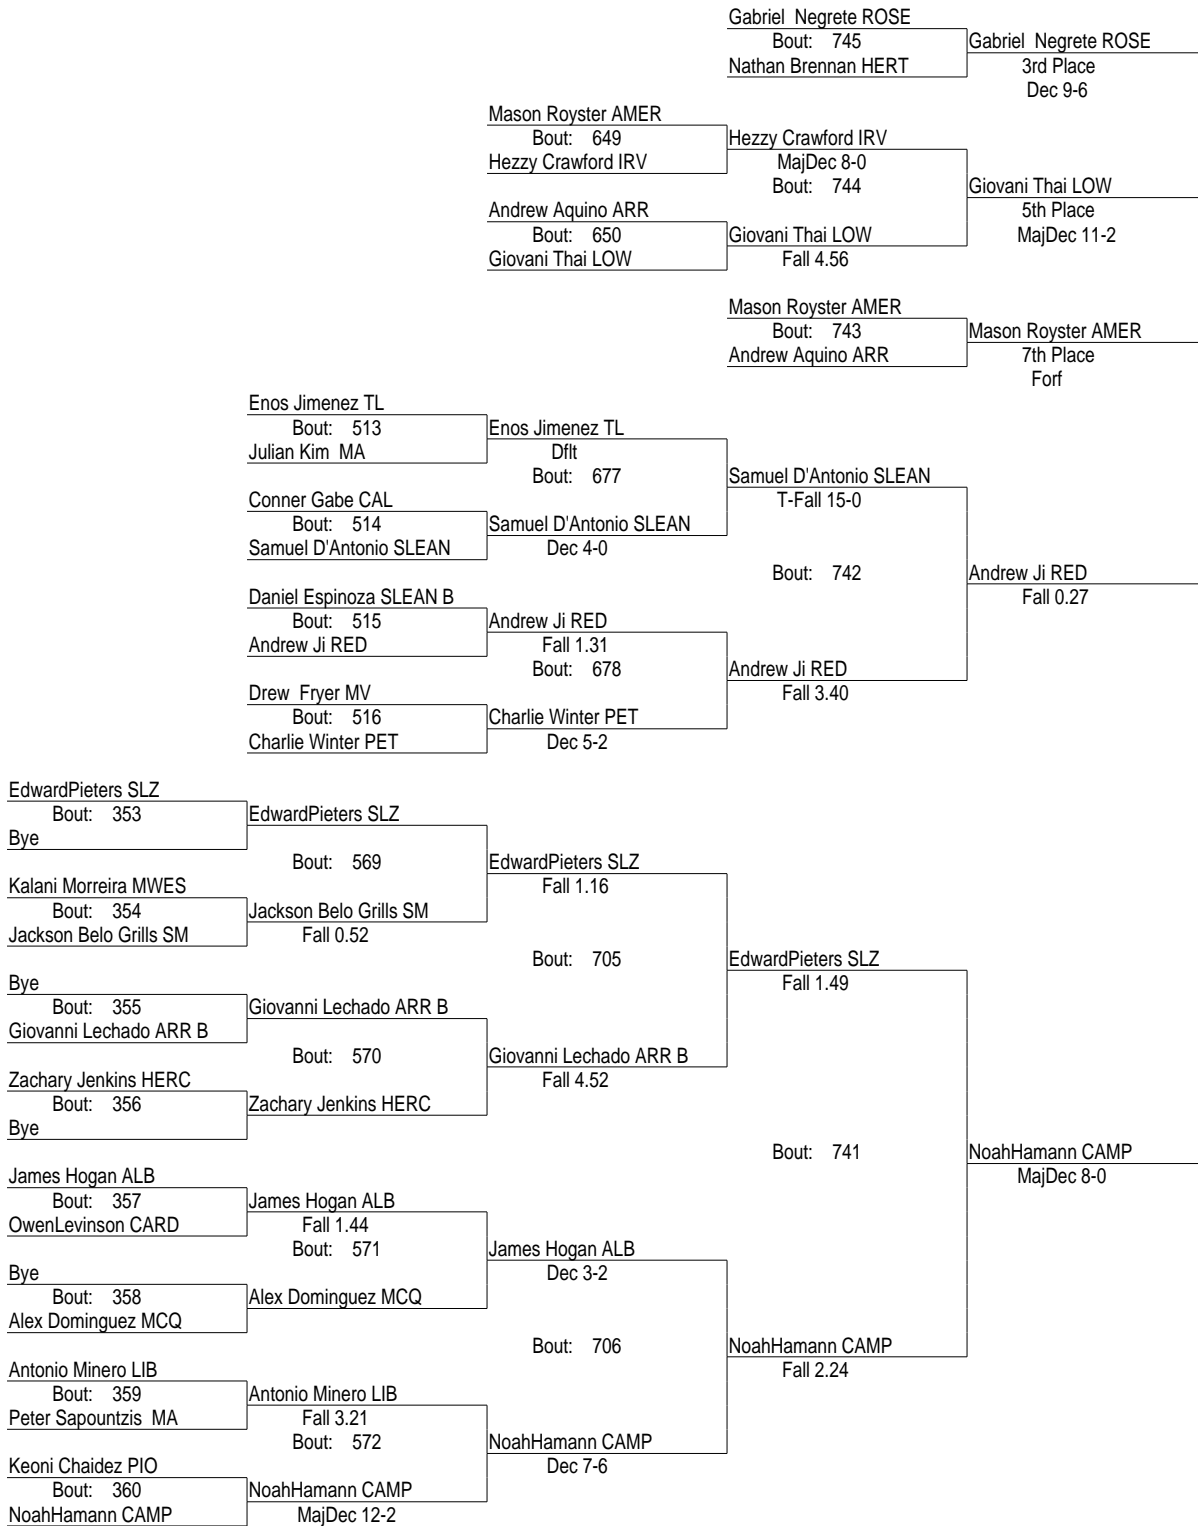 Gabriel  Negrete ROSE
Bout: 745
Gabriel  Negrete ROSE
Nathan Brennan HERT
3rd Place
Dec 9-6
Mason Royster AMER
Bout: 649
Hezzy Crawford IRV
Hezzy Crawford IRV
MajDec 8-0
Bout: 744
Giovani Thai LOW
Andrew Aquino ARR
5th Place
Bout: 650
Giovani Thai LOW
MajDec 11-2
Giovani Thai LOW
Fall 4.56
Mason Royster AMER
Bout: 743
Mason Royster AMER
Andrew Aquino ARR
7th Place
Forf
Enos Jimenez TL
Bout: 513
Enos Jimenez TL
Julian Kim  MA
Dflt
Bout: 677
Samuel D'Antonio SLEAN
Conner Gabe CAL
T-Fall 15-0
Bout: 514
Samuel D'Antonio SLEAN
Samuel D'Antonio SLEAN
Dec 4-0
Bout: 742
Andrew Ji RED
Daniel Espinoza SLEAN B
Fall 0.27
Bout: 515
Andrew Ji RED
Andrew Ji RED
Fall 1.31
Bout: 678
Andrew Ji RED
Drew  Fryer MV
Fall 3.40
Bout: 516
Charlie Winter PET
Charlie Winter PET
Dec 5-2
EdwardPieters SLZ
Bout: 353
EdwardPieters SLZ
Bye
Bout: 569
EdwardPieters SLZ
Kalani Morreira MWES
Fall 1.16
Bout: 354
Jackson Belo Grills SM
Jackson Belo Grills SM
Fall 0.52
Bout: 705
EdwardPieters SLZ
Bye
Fall 1.49
Bout: 355
Giovanni Lechado ARR B
Giovanni Lechado ARR B
Bout: 570
Giovanni Lechado ARR B
Zachary Jenkins HERC
Fall 4.52
Bout: 356
Zachary Jenkins HERC
Bye
Bout: 741
NoahHamann CAMP
James Hogan ALB
MajDec 8-0
Bout: 357
James Hogan ALB
OwenLevinson CARD
Fall 1.44
Bout: 571
James Hogan ALB
Bye
Dec 3-2
Bout: 358
Alex Dominguez MCQ
Alex Dominguez MCQ
Bout: 706
NoahHamann CAMP
Antonio Minero LIB
Fall 2.24
Bout: 359
Antonio Minero LIB
Peter Sapountzis  MA
Fall 3.21
Bout: 572
NoahHamann CAMP
Keoni Chaidez PIO
Dec 7-6
Bout: 360
NoahHamann CAMP
NoahHamann CAMP
MajDec 12-2